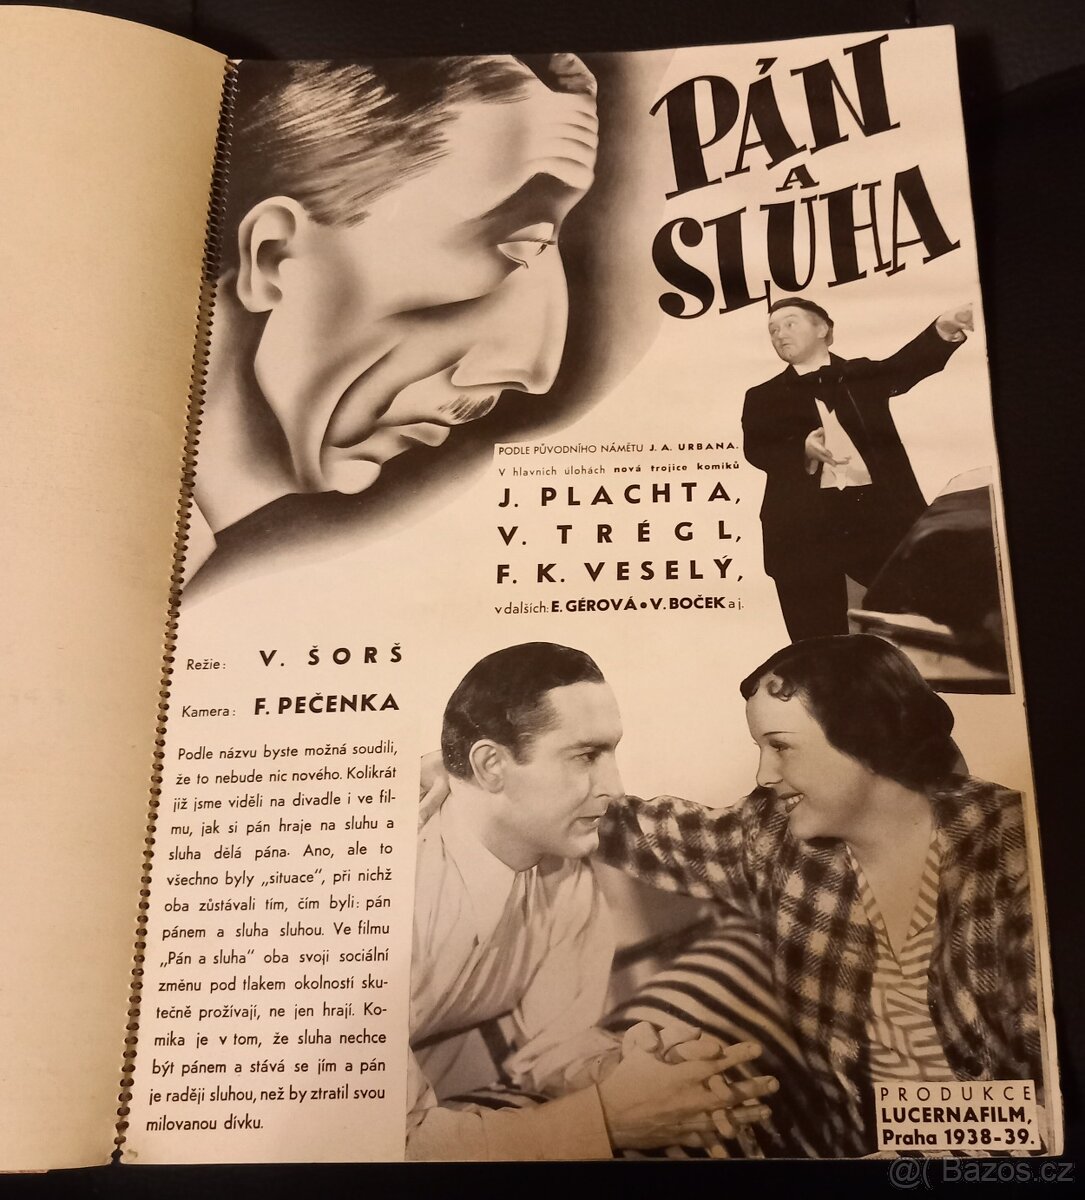 PÁN
A
SLUHA
PODLE PŮVODNÍHO NÁMĚTU J. A. URBANA.
V hlavních úlohách nová trojice komiků
J. PLACHTA,
V. TRÉGL,
F. K. VESELÝ,
v dalších: E. GÉROVÁ • V. BOČEK a j.
Režie: V. ŠORŠ
Kamera: F. PEČENKA
Podle názvu byste možná soudili,
že to nebude nic nového. Kolikrát
již jsme viděli na divadle i ve fil-
mu, jak si pán hraje na sluhu a
sluha dělá pána. Ano, ale to
všechno byly „situace", při nichž
oba zůstávali tím, čím byli: pán
pánem a sluha sluhou. Ve filmu
„Pán a sluha" oba svoji sociální
změnu pod tlakem okolností sku-
tečně prožívají, ne jen hrají. Ko-
mika je v tom, že sluha nechce
být pánem a stává se jím a pán
je raději sluhou, než by ztratil svou
milovanou dívku.
PRODUKCE
LUCERNAFILM,
Praha 1938-39.
@( Bazos.cz